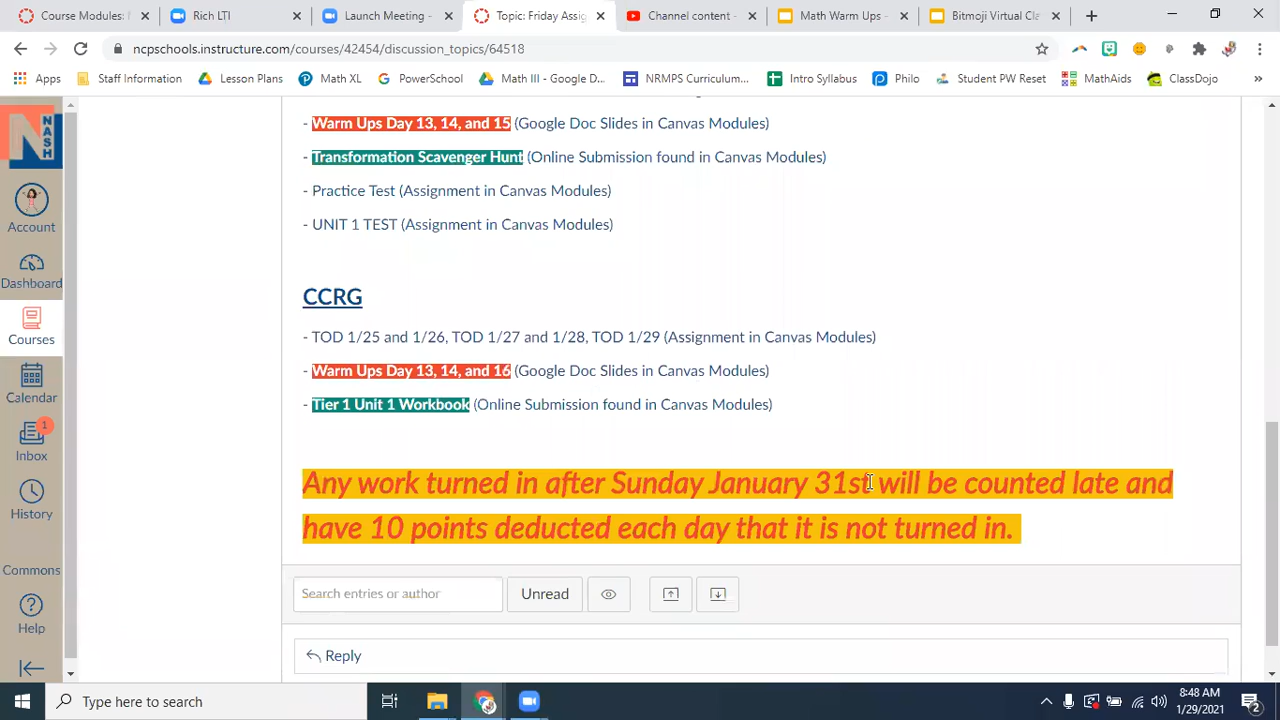 Course Modules: M
Rich LTI
Launch Meeting -
Topic: Friday Assig
Channel content -
Math Warm Ups -
Bitmoji Virtual Cla
ncpschools.instructure.com/courses/42454/discussion_topics/64518
Apps
Staff Information
Lesson Plans
Math XL
PowerSchool
Math III - Google D...
NRMPS Curriculum...
Intro Syllabus
Philo
Student PW Reset
MathAids
ClassDojo
»
NASH
Account
Dashboard
Courses
Calendar
1
Inbox
History
Commons
Help
- Warm Ups Day 13, 14, and 15 (Google Doc Slides in Canvas Modules)
- Transformation Scavenger Hunt (Online Submission found in Canvas Modules)
- Practice Test (Assignment in Canvas Modules)
- UNIT 1 TEST (Assignment in Canvas Modules)
CCRG
- TOD 1/25 and 1/26, TOD 1/27 and 1/28, TOD 1/29 (Assignment in Canvas Modules)
- Warm Ups Day 13, 14, and 16 (Google Doc Slides in Canvas Modules)
- Tier 1 Unit 1 Workbook (Online Submission found in Canvas Modules)
Any work turned in after Sunday January 31st will be counted late and
have 10 points deducted each day that it is not turned in.
Search entries or author
Unread
Reply
Type here to search
8:48 AM
1/29/2021
2